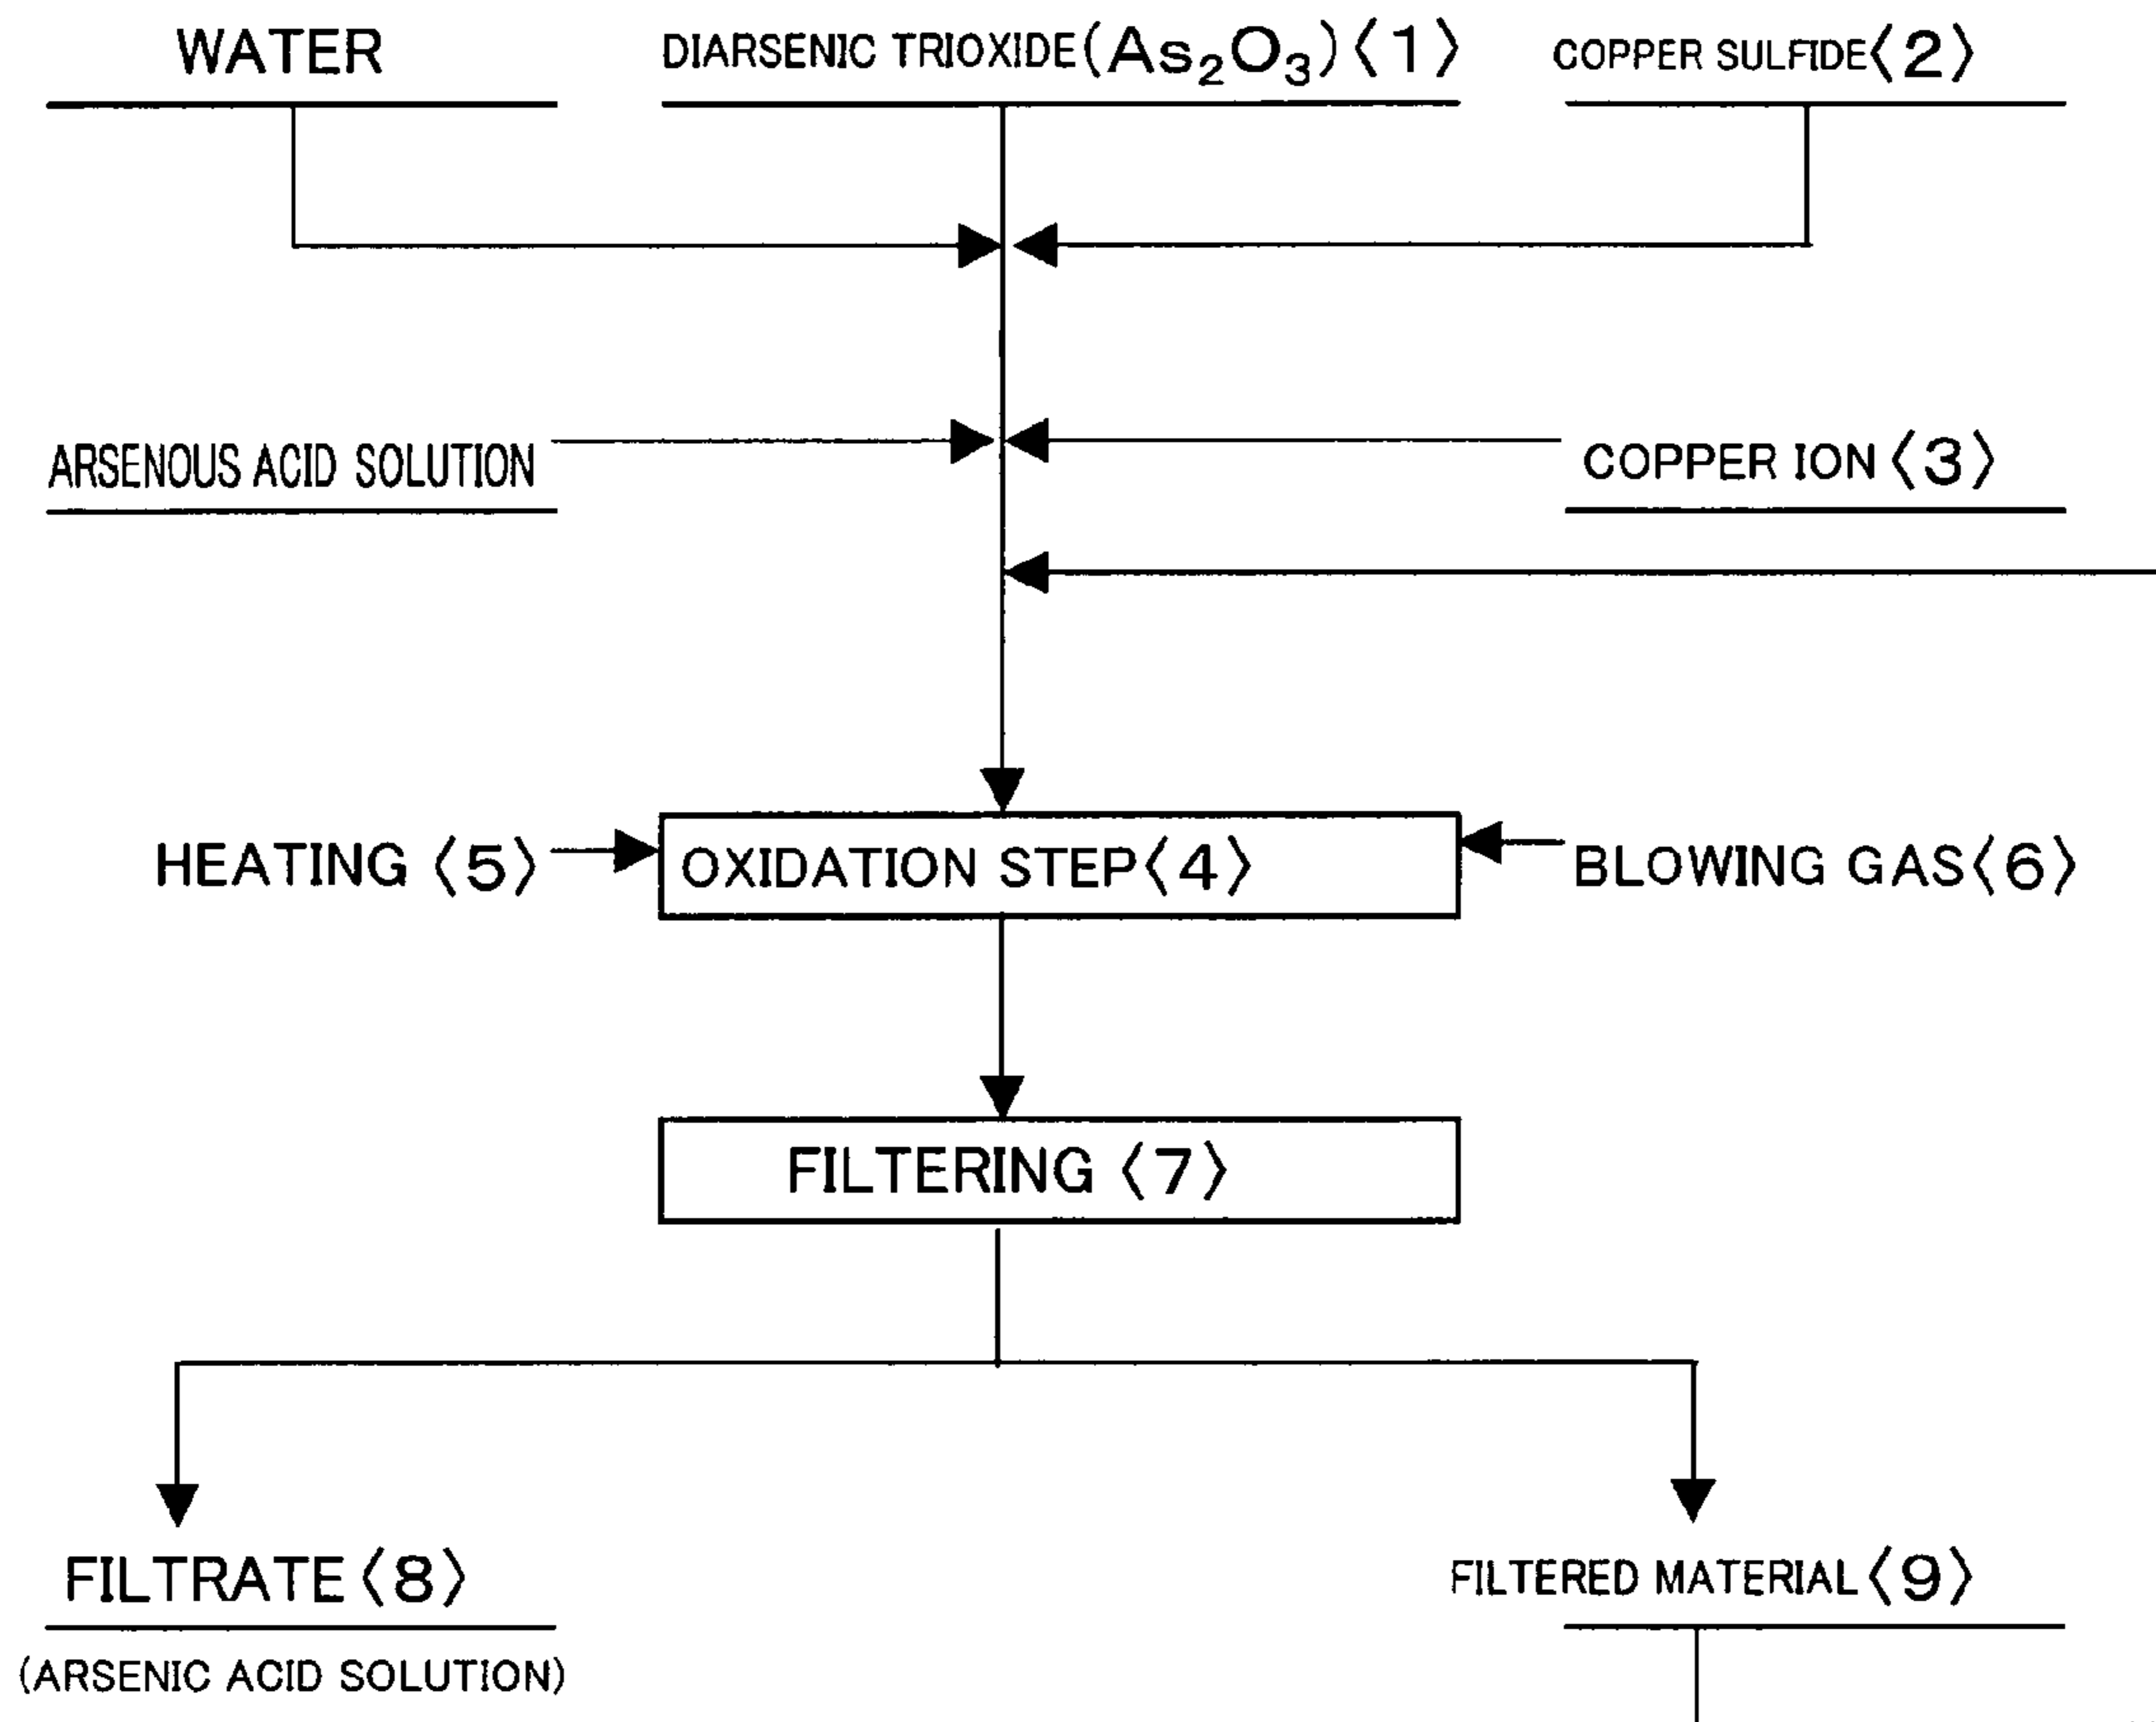 WATER
DIARSENIC TRIOXIDE(As₂O₃)〈1〉
COPPER SULFIDE〈2〉
ARSENOUS ACID SOLUTION
COPPER ION〈3〉
HEATING〈5〉
OXIDATION STEP〈4〉
BLOWING GAS〈6〉
FILTERING〈7〉
FILTRATE〈8〉
FILTERED MATERIAL〈9〉
(ARSENIC ACID SOLUTION)